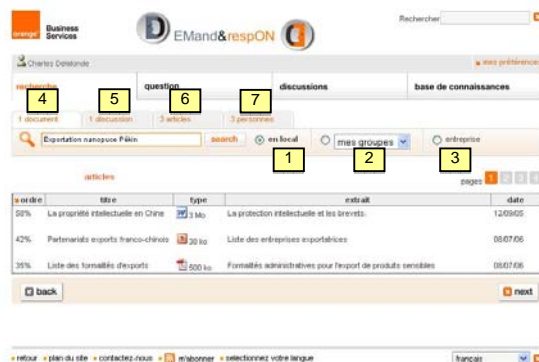 orange Business Services
D EMand&respON
Rechercher
Charles Delalonde
mes préférences
recherche question discussions base de connaissances
4 5 6 7
1 document 1 discussion 3 articles 3 personnes
Exportation nanopuce Pékin search en local mes groupes entreprise
1 2 3
articles
pages 1 2 3 4
ordre titre type extrait date
58% La propriété intellectuelle en Chine 3 Mo La protection intellectuelle et les brevets. 12/09/05
42% Partenariats exports franco-chinois 20 ko Liste des entreprises exportatrices 08/07/06
35% Liste des formalités d'exports 500 ko Formalités administratives pour l'export de produits sensibles 08/07/06
back next
retour plan du site contactez-nous m'abonner selectionnez votre langue français